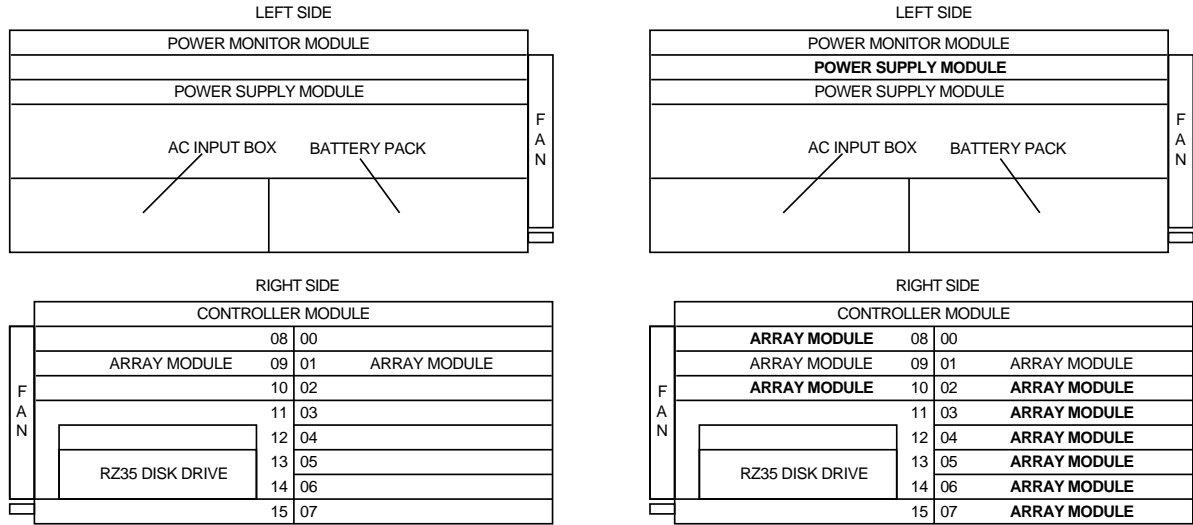 LEFT SIDE
POWER MONITOR MODULE
POWER SUPPLY MODULE
AC INPUT BOX BATTERY PACK
F
A
N
RIGHT SIDE
CONTROLLER MODULE
08 00
ARRAY MODULE 09 01 ARRAY MODULE
10 02
11 03
12 04
13 05
RZ35 DISK DRIVE
14 06
15 07
F
A
N
LEFT SIDE
POWER MONITOR MODULE
POWER SUPPLY MODULE
POWER SUPPLY MODULE
AC INPUT BOX BATTERY PACK
F
A
N
RIGHT SIDE
CONTROLLER MODULE
ARRAY MODULE 08 00
ARRAY MODULE 09 01 ARRAY MODULE
ARRAY MODULE 10 02 ARRAY MODULE
11 03 ARRAY MODULE
12 04 ARRAY MODULE
13 05 ARRAY MODULE
RZ35 DISK DRIVE
14 06 ARRAY MODULE
15 07 ARRAY MODULE
F
A
N